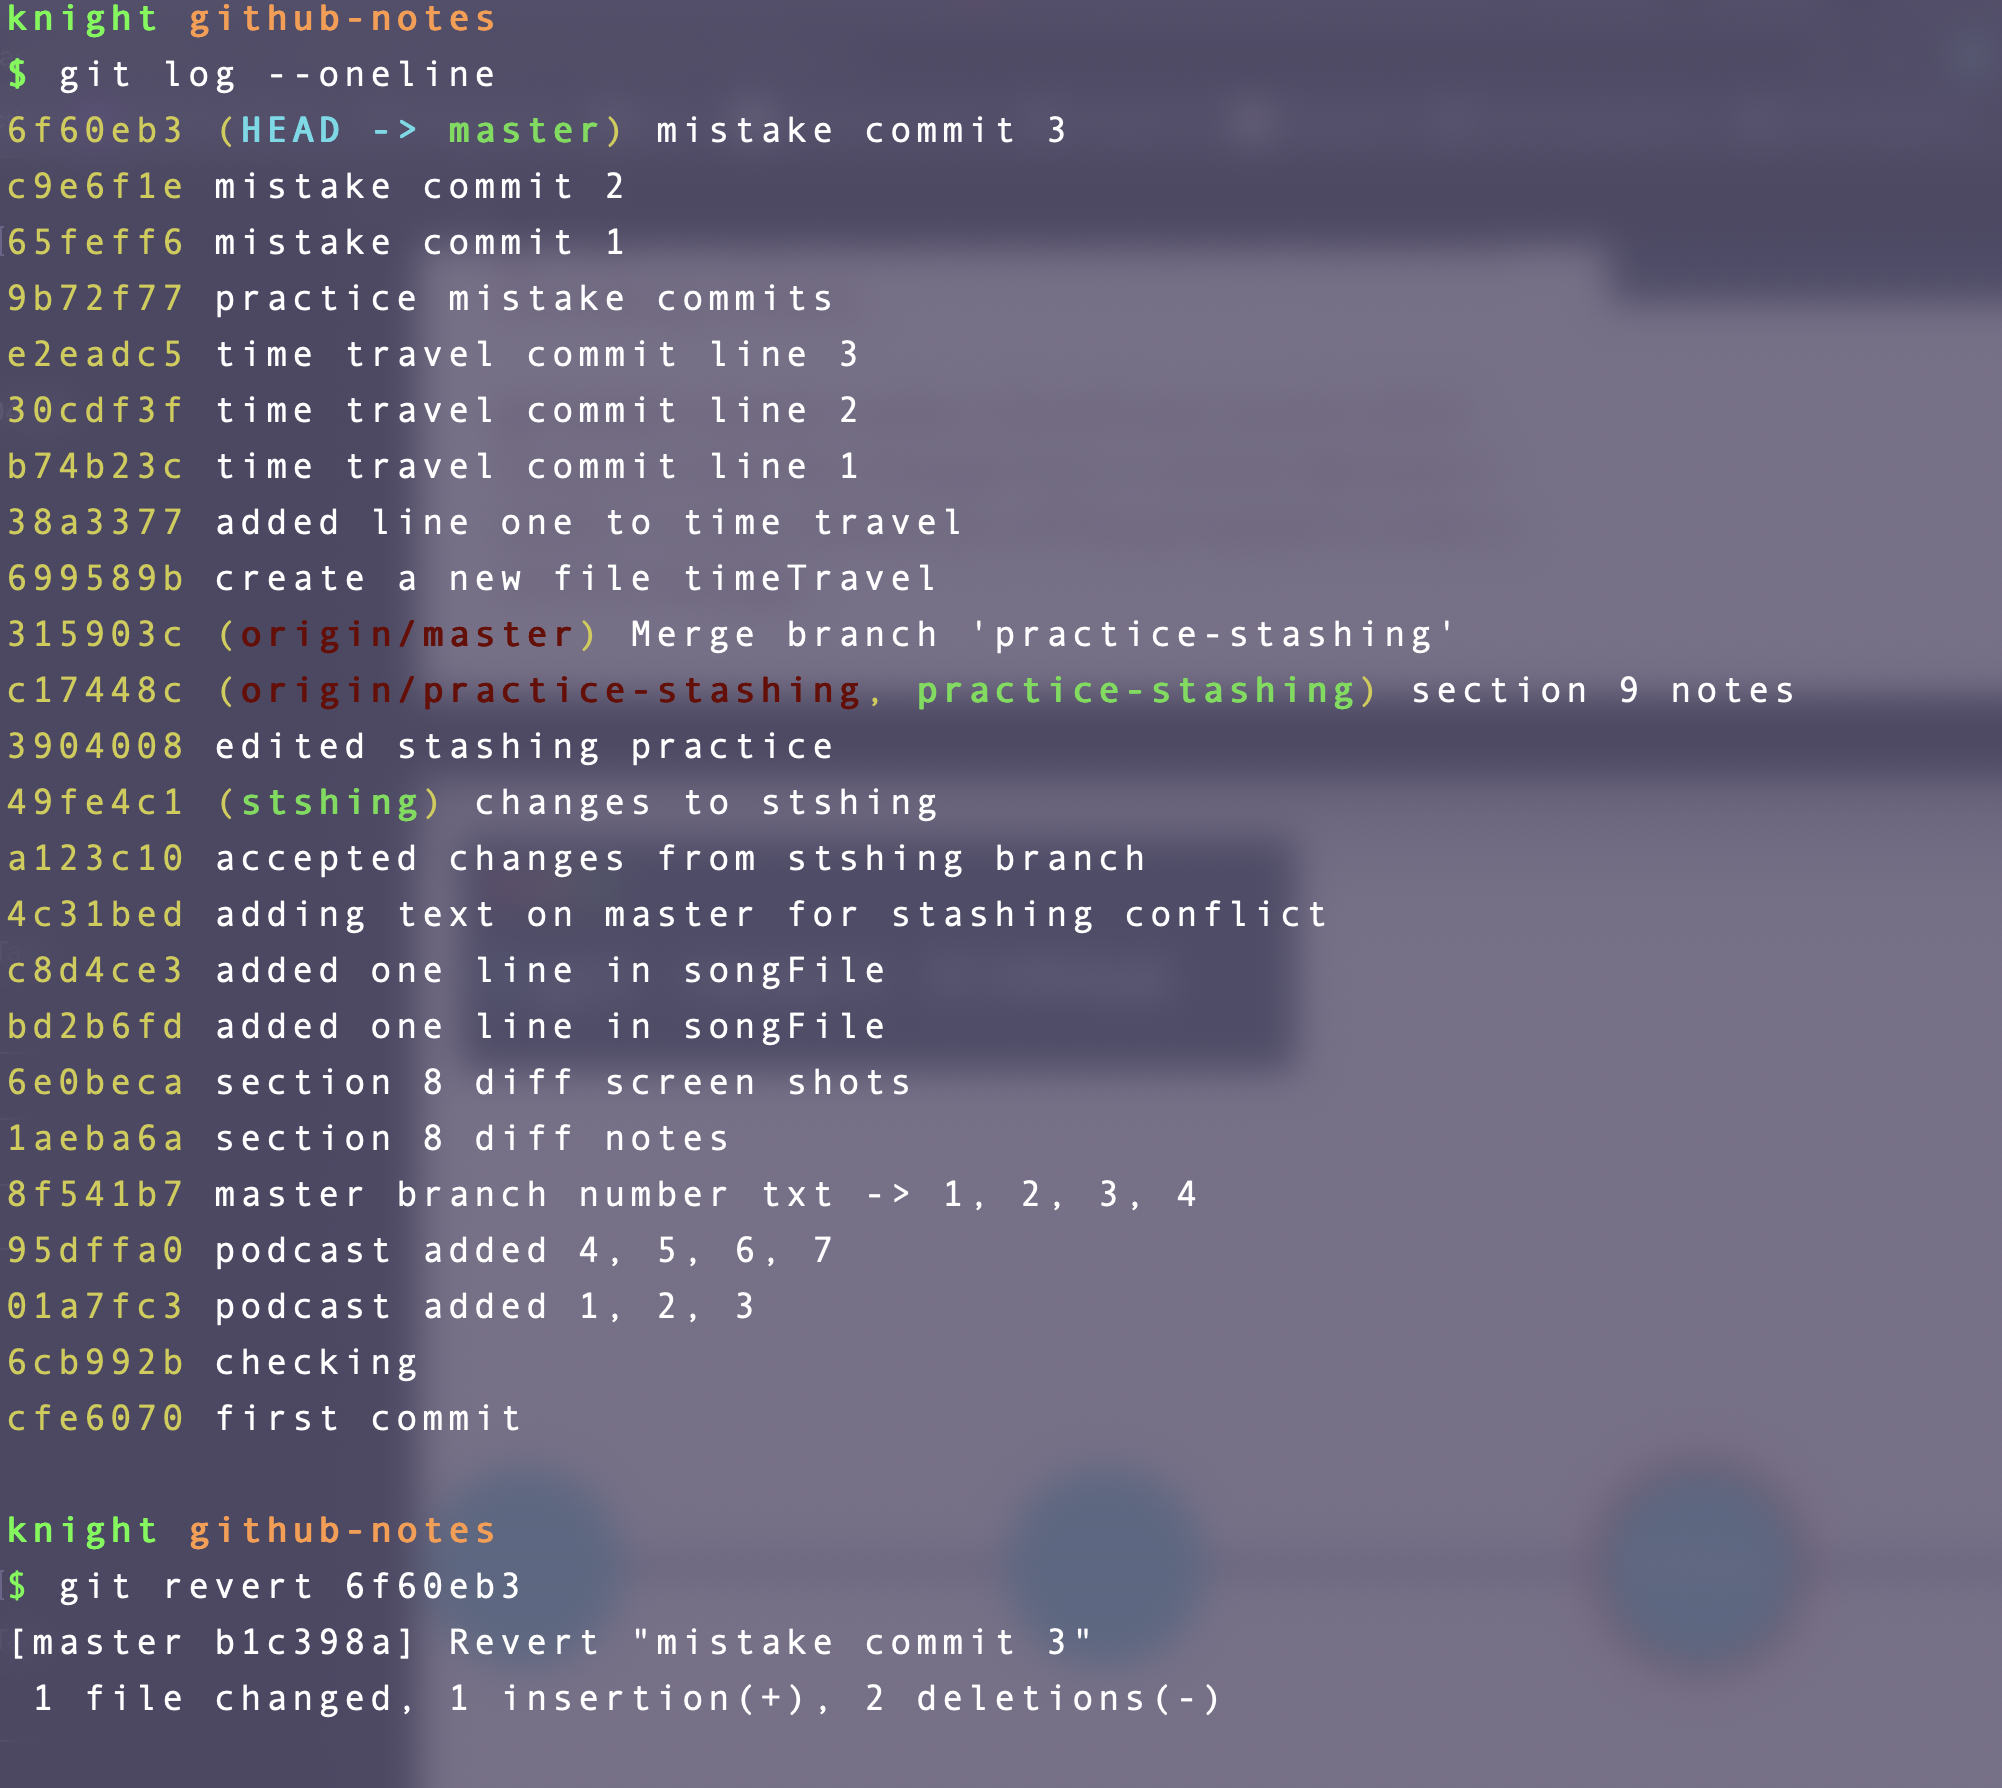 knight github-notes
$ git log --oneline
6f60eb3 (HEAD -> master) mistake commit 3
c9e6f1e mistake commit 2
65feff6 mistake commit 1
9b72f77 practice mistake commits
e2eadc5 time travel commit line 3
30cdf3f time travel commit line 2
b74b23c time travel commit line 1
38a3377 added line one to time travel
699589b create a new file timeTravel
315903c (origin/master) Merge branch 'practice-stashing'
c17448c (origin/practice-stashing, practice-stashing) section 9 notes
3904008 edited stashing practice
49fe4c1 (stshing) changes to stshing
a123c10 accepted changes from stshing branch
4c31bed adding text on master for stashing conflict
c8d4ce3 added one line in songFile
bd2b6fd added one line in songFile
6e0beca section 8 diff screen shots
1aeba6a section 8 diff notes
8f541b7 master branch number txt -> 1, 2, 3, 4
95dffa0 podcast added 4, 5, 6, 7
01a7fc3 podcast added 1, 2, 3
6cb992b checking
cfe6070 first commit
knight github-notes
$ git revert 6f60eb3
[master b1c398a] Revert "mistake commit 3"
1 file changed, 1 insertion(+), 2 deletions(-)